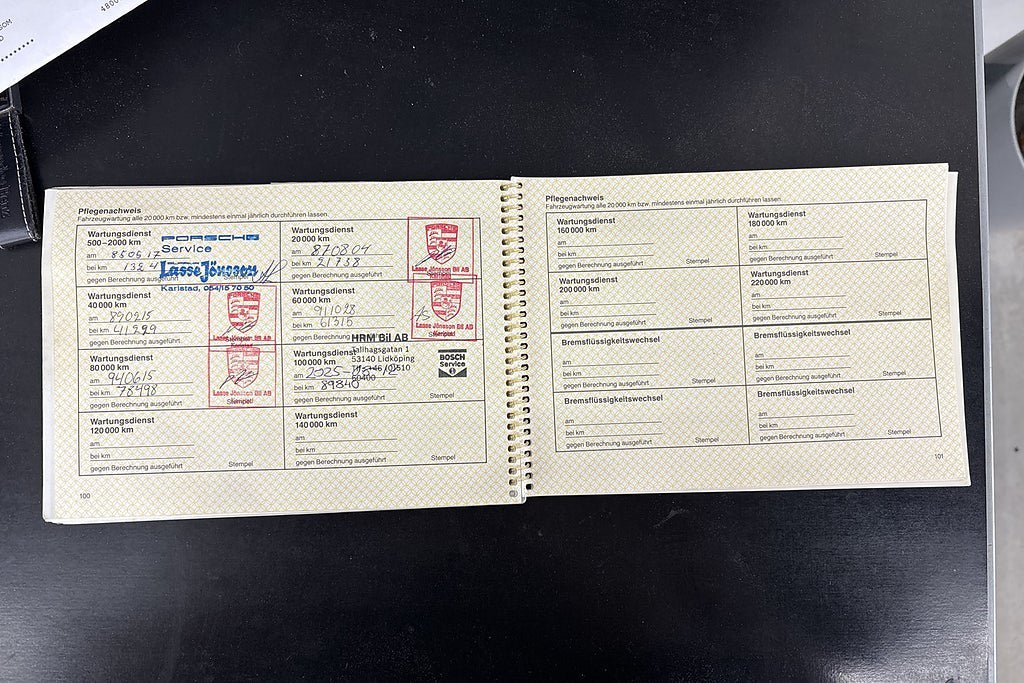 4800
Pflegenachweis
Fahrzeugwartung alle 20 000 km bzw. mindestens einmal jährlich durchführen lassen.
Wartungsdienst
500–2000 km
am 850517
bei km 1324
gegen Berechnung ausgeführt
PORSCHE
Service
Lasse Jönsson
Karlstad, 054/15 70 50
Wartungsdienst
20 000 km
am 870804
bei km 21738
gegen Berechnung ausgeführt
Lasse Jönsson Bil AB
Wartungsdienst
40 000 km
am 890215
bei km 41299
gegen Berechnung ausgeführt
Wartungsdienst
60 000 km
am 911028
bei km 61315
gegen Berechnung ausgeführt
Lasse Jönsson Bil AB
Karlstad
Stempel
Wartungsdienst
80 000 km
am 940615
bei km 78498
gegen Berechnung ausgeführt
Lasse Jönsson Bil AB
Stempel
Wartungsdienst
100 000 km
am 2025-
bei km 89840
gegen Berechnung ausgeführt
Stempel
HRM Bil AB
Tallhagsgatan 1
53140 Lidköping
BOSCH
Service
Wartungsdienst
120 000 km
am
bei km
gegen Berechnung ausgeführt Stempel
Wartungsdienst
140 000 km
am
bei km
gegen Berechnung ausgeführt Stempel
100
Pflegenachweis
Fahrzeugwartung alle 20 000 km bzw. mindestens einmal jährlich durchführen lassen.
Wartungsdienst
160 000 km
am
bei km
gegen Berechnung ausgeführt Stempel
Wartungsdienst
180 000 km
am
bei km
gegen Berechnung ausgeführt Stempel
Wartungsdienst
200 000 km
am
bei km
gegen Berechnung ausgeführt Stempel
Wartungsdienst
220 000 km
am
bei km
gegen Berechnung ausgeführt Stempel
Bremsflüssigkeitswechsel
am
bei km
gegen Berechnung ausgeführt Stempel
Bremsflüssigkeitswechsel
am
bei km
gegen Berechnung ausgeführt Stempel
Bremsflüssigkeitswechsel
am
bei km
gegen Berechnung ausgeführt Stempel
Bremsflüssigkeitswechsel
am
bei km
gegen Berechnung ausgeführt Stempel
101